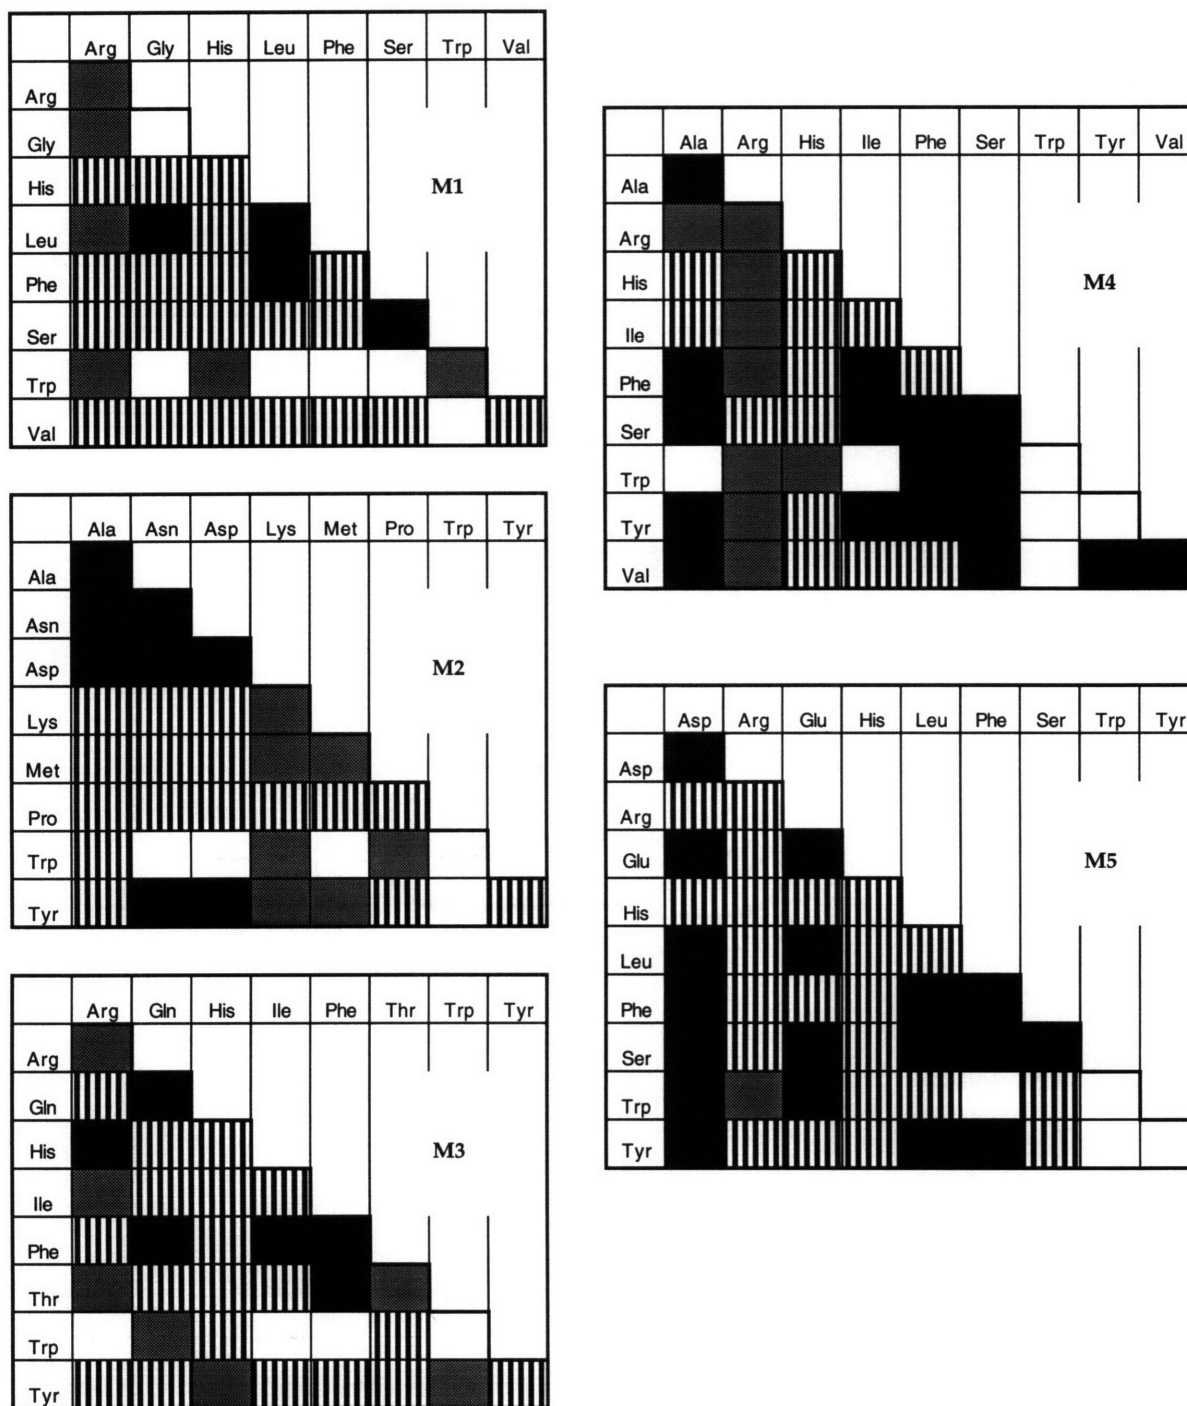 Arg Gly His Leu Phe Ser Trp Val
Arg
Gly
His
M1
Leu
Phe
Ser
Trp
Val
Ala Asn Asp Lys Met Pro Trp Tyr
Ala
Asn
Asp
M2
Lys
Met
Pro
Trp
Tyr
Arg Gln His Ile Phe Thr Trp Tyr
Arg
Gln
His
M3
Ile
Phe
Thr
Trp
Tyr
Ala Arg His Ile Phe Ser Trp Tyr Val
Ala
Arg
His
M4
Ile
Phe
Ser
Trp
Tyr
Val
Asp Arg Glu His Leu Phe Ser Trp Tyr
Asp
Arg
Glu
M5
His
Leu
Phe
Ser
Trp
Tyr